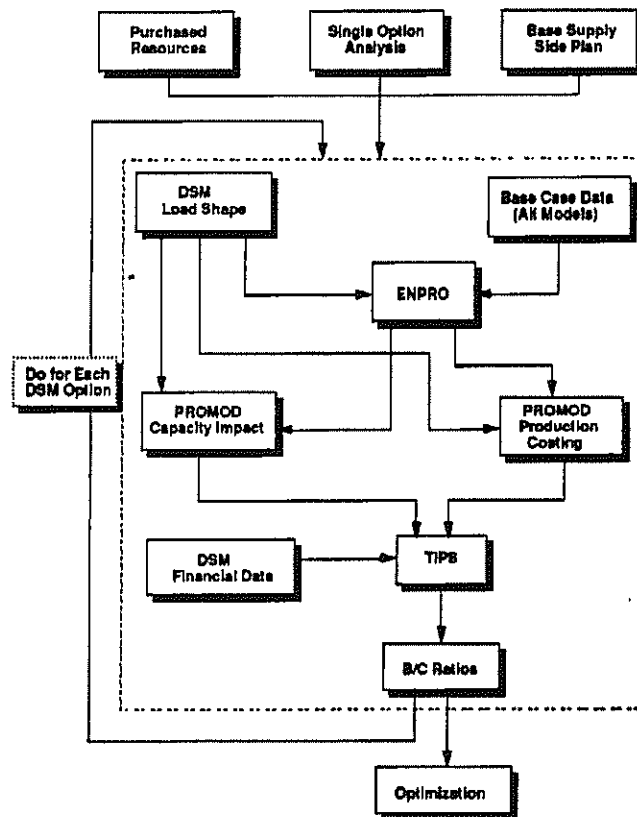 Purchased
Resources
Single Option
Analysis
Base Supply
Side Plan
DSM
Load Shape
Base Case Data
(All Models)
ENPRO
Do for Each
DSM Option
PROMOD
Capacity Impact
PROMOD
Production
Costing
DSM
Financial Data
TIPS
B/C Ratios
Optimization